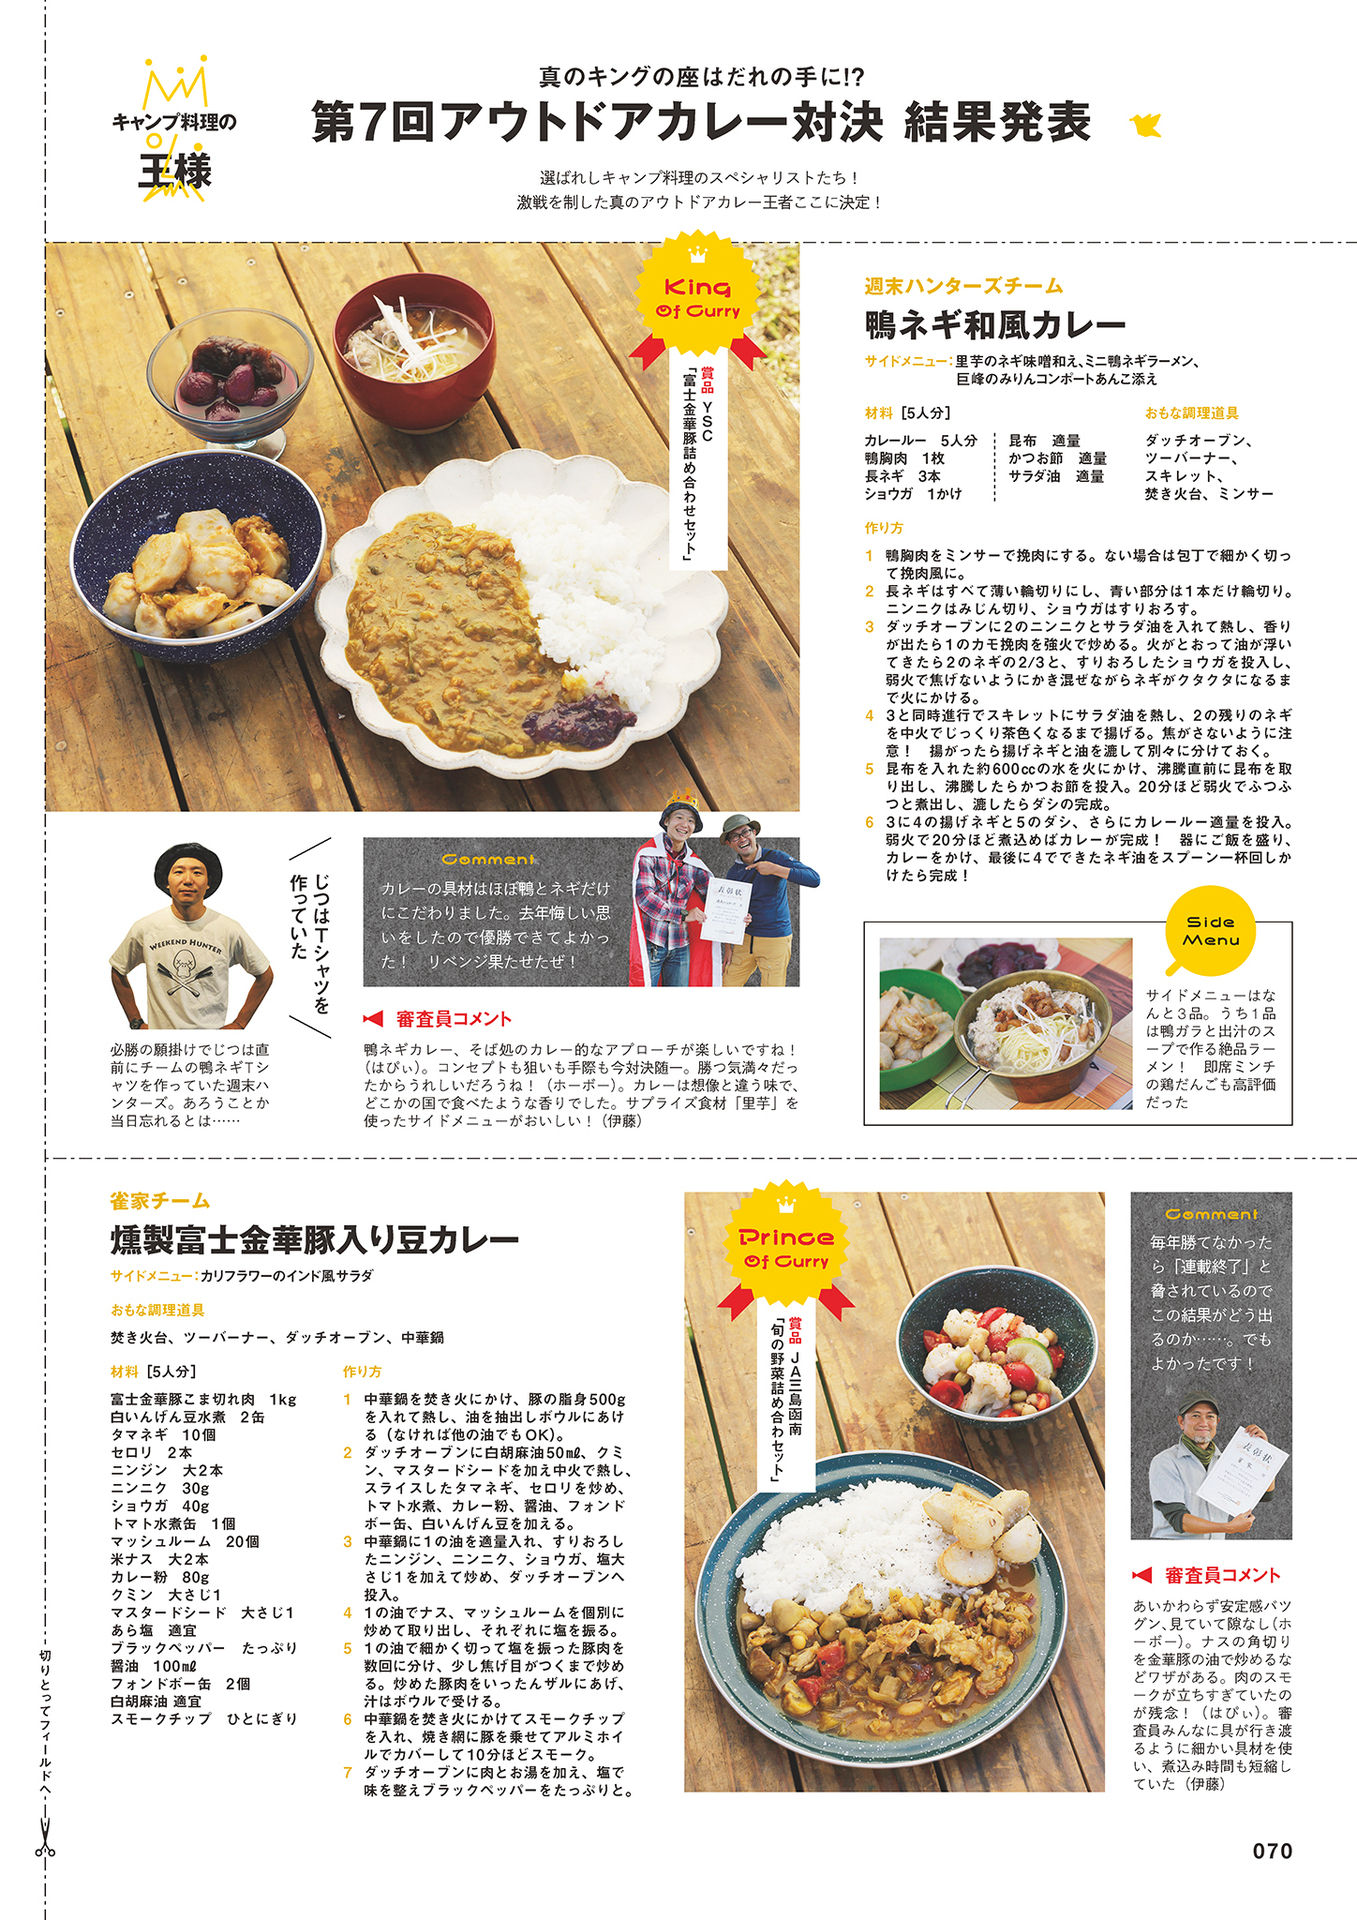 キャンプ料理の
王様
真のキングの座はだれの手に!?
第7回アウトドアカレー対決 結果発表
選ばれしキャンプ料理のスペシャリストたち！
激戦を制した真のアウトドアカレー王者ここに決定！
King
Of Curry
賞品 YSC
「富士金華豚詰め合わせセット」
週末ハンターズチーム
鴨ネギ和風カレー
サイドメニュー：里芋のネギ味噌和え、ミニ鴨ネギラーメン、
巨峰のみりんコンポートあんこ添え
材料［5人分］
カレールー　5人分
鴨胸肉　1枚
長ネギ　3本
ショウガ　1かけ
昆布　適量
かつお節　適量
サラダ油　適量
おもな調理道具
ダッチオーブン、
ツーバーナー、
スキレット、
焚き火台、ミンサー
作り方
1 鴨胸肉をミンサーで挽肉にする。ない場合は包丁で細かく切っ
て挽肉風に。
2 長ネギはすべて薄い輪切りにし、青い部分は1本だけ輪切り。
ニンニクはみじん切り、ショウガはすりおろす。
3 ダッチオーブンに2のニンニクとサラダ油を入れて熱し、香り
が出たら1のカモ挽肉を強火で炒める。火がとおって油が浮い
てきたら2のネギの2/3と、すりおろしたショウガを投入し、
弱火で焦げないようにかき混ぜながらネギがクタクタになるま
で火にかける。
4 3と同時進行でスキレットにサラダ油を熱し、2の残りのネギ
を中火でじっくり茶色くなるまで揚げる。焦がさないように注
意！　揚がったら揚げネギと油を漉して別々に分けておく。
5 昆布を入れた約600ccの水を火にかけ、沸騰直前に昆布を取
り出し、沸騰したらかつお節を投入。20分ほど弱火でふつふ
つと煮出し、漉したらダシの完成。
6 3に4の揚げネギと5のダシ、さらにカレールー適量を投入。
弱火で20分ほど煮込めばカレーが完成！　器にご飯を盛り、
カレーをかけ、最後に4でできたネギ油をスプーン一杯回しか
けたら完成！
WEEKEND HUNTER
じつはTシャツを
作っていた
必勝の願掛けでじつは直
前にチームの鴨ネギTシ
ャツを作っていた週末ハ
ンターズ。あろうことか
当日忘れるとは……
Comment
カレーの具材はほぼ鴨とネギだけ
にこだわりました。去年悔しい思
いをしたので優勝できてよかっ
た！　リベンジ果たせたぜ！
表彰状
審査員コメント
鴨ネギカレー、そば処のカレー的なアプローチが楽しいですね！
（はぴぃ）。コンセプトも狙いも手際も今対決随一。勝つ気満々だっ
たからうれしいだろうね！（ホーボー）。カレーは想像と違う味で、
どこかの国で食べたような香りでした。サプライズ食材「里芋」を
使ったサイドメニューがおいしい！（伊藤）
Side
Menu
サイドメニューはな
んと3品。うち1品
は鴨ガラと出汁のス
ープで作る絶品ラー
メン！　即席ミンチ
の鶏だんごも高評価
だった
雀家チーム
燻製富士金華豚入り豆カレー
サイドメニュー：カリフラワーのインド風サラダ
おもな調理道具
焚き火台、ツーバーナー、ダッチオーブン、中華鍋
材料［5人分］
富士金華豚こま切れ肉　1kg
白いんげん豆水煮　2缶
タマネギ　10個
セロリ　2本
ニンジン　大2本
ニンニク　30g
ショウガ　40g
トマト水煮缶　1個
マッシュルーム　20個
米ナス　大2本
カレー粉　80g
クミン　大さじ1
マスタードシード　大さじ1
あら塩　適宜
ブラックペッパー　たっぷり
醤油　100㎖
フォンドボー缶　2個
白胡麻油 適宜
スモークチップ　ひとにぎり
作り方
1 中華鍋を焚き火にかけ、豚の脂身500g
を入れて熱し、油を抽出しボウルにあけ
る（なければ他の油でもOK）。
2 ダッチオーブンに白胡麻油50㎖、クミ
ン、マスタードシードを加え中火で熱し、
スライスしたタマネギ、セロリを炒め、
トマト水煮、カレー粉、醤油、フォンド
ボー缶、白いんげん豆を加える。
3 中華鍋に1の油を適量入れ、すりおろし
たニンジン、ニンニク、ショウガ、塩大
さじ1を加えて炒め、ダッチオーブンへ
投入。
4 1の油でナス、マッシュルームを個別に
炒めて取り出し、それぞれに塩を振る。
5 1の油で細かく切って塩を振った豚肉を
数回に分け、少し焦げ目がつくまで炒め
る。炒めた豚肉をいったんザルにあげ、
汁はボウルで受ける。
6 中華鍋を焚き火にかけてスモークチップ
を入れ、焼き網に豚を乗せてアルミホイ
ルでカバーして10分ほどスモーク。
7 ダッチオーブンに肉とお湯を加え、塩で
味を整えブラックペッパーをたっぷりと。
Prince
Of Curry
賞品 JA三島函南
「旬の野菜詰め合わせセット」
Comment
毎年勝てなかった
ら「連載終了」と
脅されているので
この結果がどう出
るのか……。でも
よかったです！
表彰状
雀家
審査員コメント
あいかわらず安定感バツ
グン、見ていて隙なし（ホ
ーボー）。ナスの角切り
を金華豚の油で炒めるな
どワザがある。肉のスモ
ークが立ちすぎていたの
が残念！（はぴぃ）。審
査員みんなに具が行き渡
るように細かい具材を使
い、煮込み時間も短縮し
ていた（伊藤）
切りとってフィールドへ
070